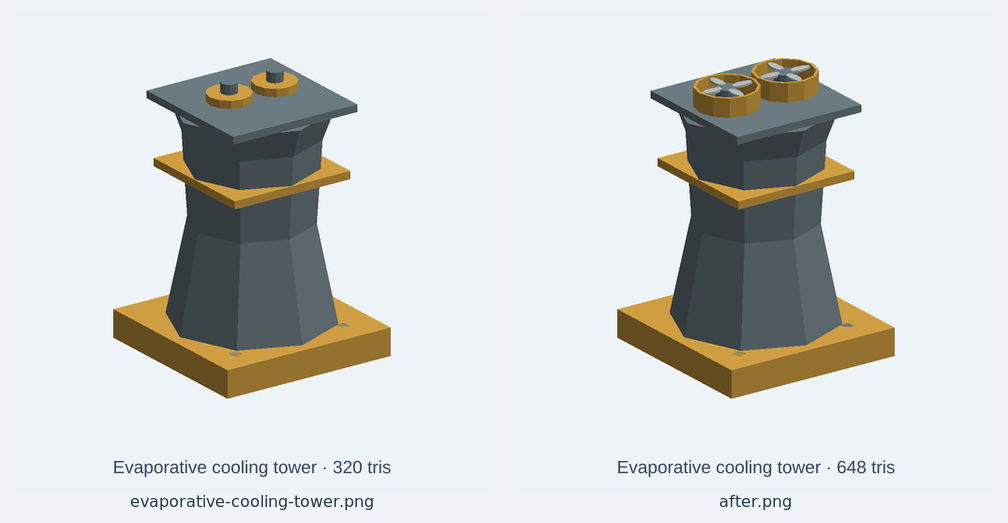 Evaporative cooling tower · 320 tris
Evaporative cooling tower · 648 tris
evaporative-cooling-tower.png
after.png